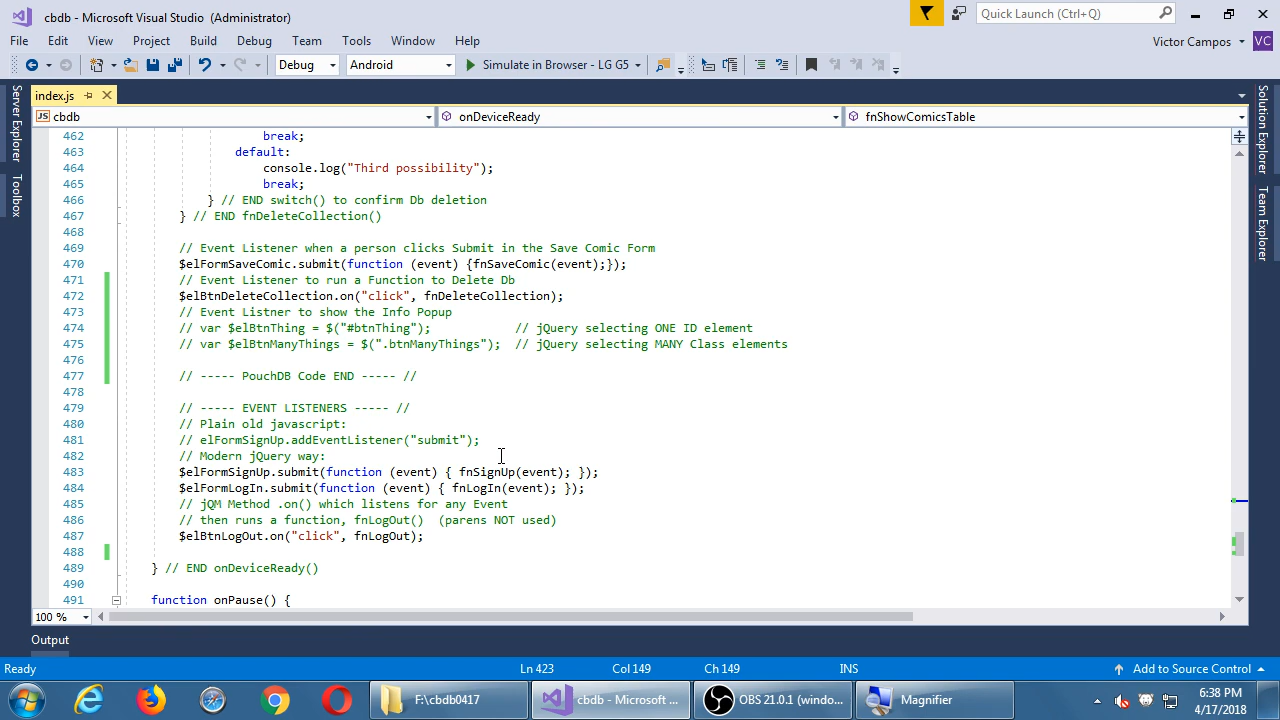 cbdb - Microsoft Visual Studio (Administrator)
Quick Launch (Ctrl+Q)
File Edit View Project Build Debug Team Tools Window Help
Victor Campos VC
Debug Android Simulate in Browser - LG G5
Server Explorer
Toolbox
Solution Explorer
Team Explorer
index.js
JS cbdb onDeviceReady fnShowComicsTable
462 break;
463 default:
464 console.log("Third possibility");
465 break;
466 } // END switch() to confirm Db deletion
467 } // END fnDeleteCollection()
468
469 // Event Listener when a person clicks Submit in the Save Comic Form
470 $elFormSaveComic.submit(function (event) {fnSaveComic(event);});
471 // Event Listener to run a Function to Delete Db
472 $elBtnDeleteCollection.on("click", fnDeleteCollection);
473 // Event Listner to show the Info Popup
474 // var $elBtnThing = $("#btnThing"); // jQuery selecting ONE ID element
475 // var $elBtnManyThings = $(".btnManyThings"); // jQuery selecting MANY Class elements
476
477 // ----- PouchDB Code END ----- //
478
479 // ----- EVENT LISTENERS ----- //
480 // Plain old javascript:
481 // elFormSignUp.addEventListener("submit");
482 // Modern jQuery way:
483 $elFormSignUp.submit(function (event) { fnSignUp(event); });
484 $elFormLogIn.submit(function (event) { fnLogIn(event); });
485 // jQM Method .on() which listens for any Event
486 // then runs a function, fnLogOut() (parens NOT used)
487 $elBtnLogOut.on("click", fnLogOut);
488
489 } // END onDeviceReady()
490
491 function onPause() {
100 %
Output
Ready Ln 423 Col 149 Ch 149 INS Add to Source Control
F:\cbdb0417 cbdb - Microsoft ... OBS 21.0.1 (windo... Magnifier
6:38 PM
4/17/2018